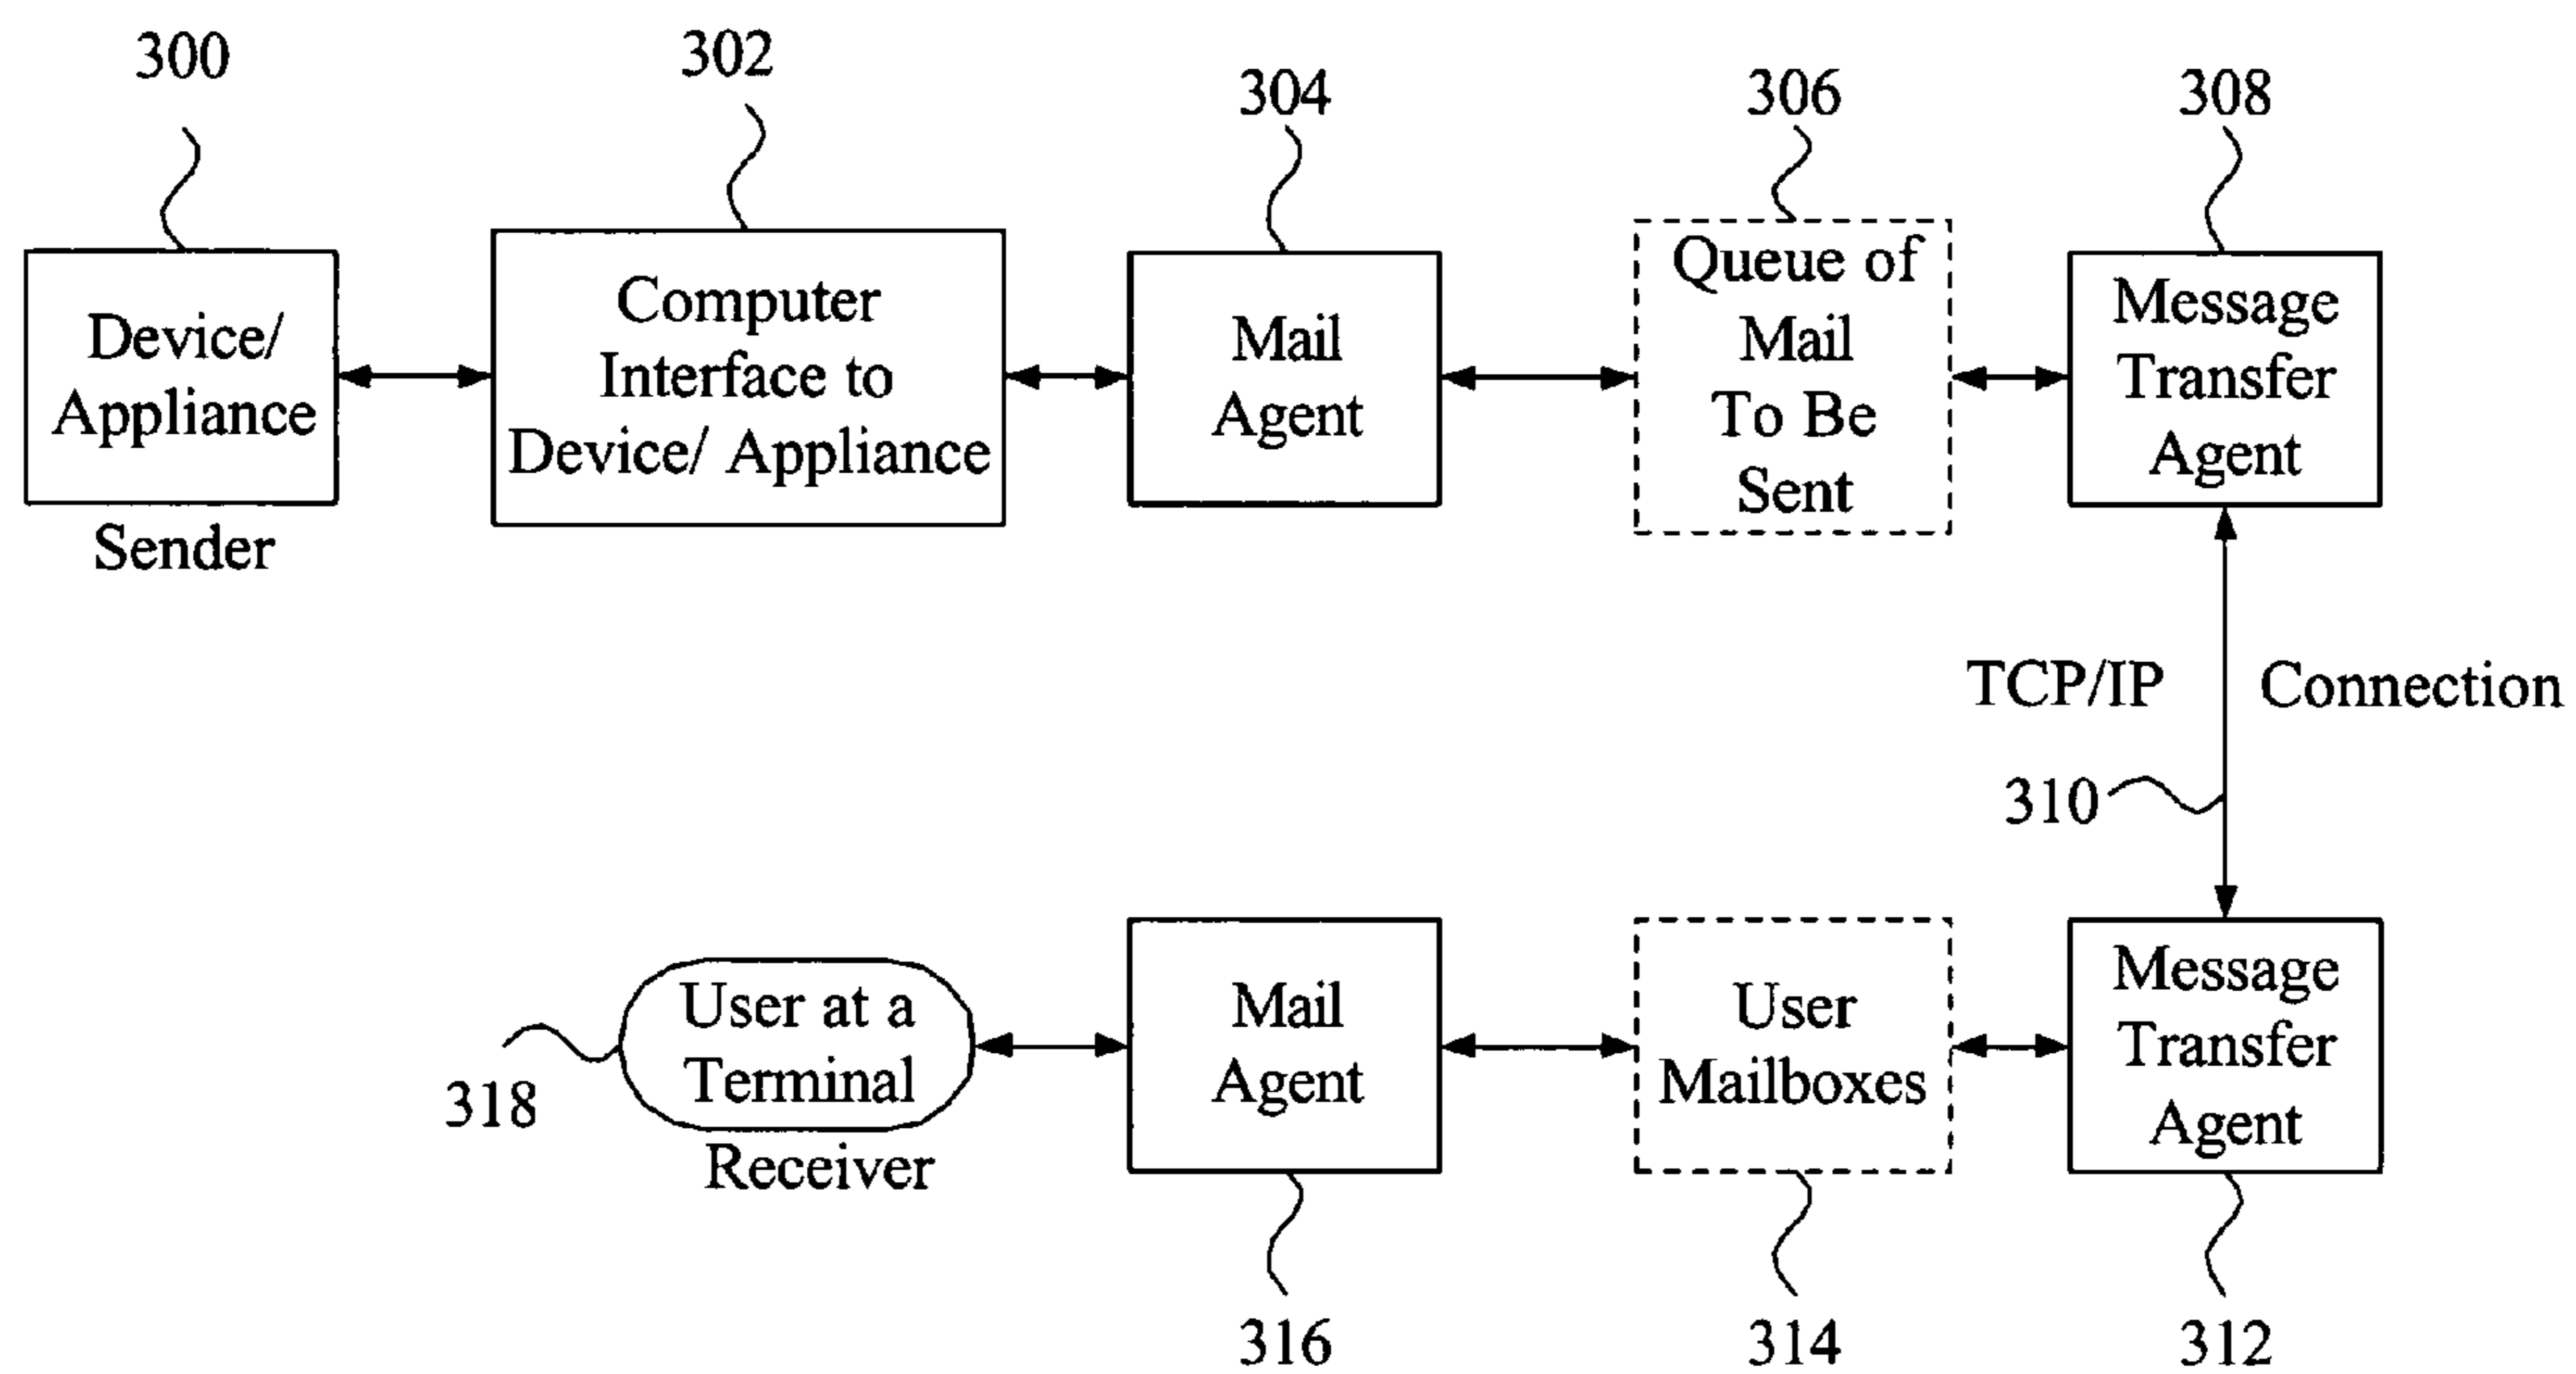 300
302
304
306
308
Device/
Appliance
Sender
Computer
Interface to
Device/ Appliance
Mail
Agent
Queue of
Mail
To Be
Sent
Message
Transfer
Agent
TCP/IP Connection
310
User at a
Terminal
Receiver
318
Mail
Agent
User
Mailboxes
Message
Transfer
Agent
316
314
312